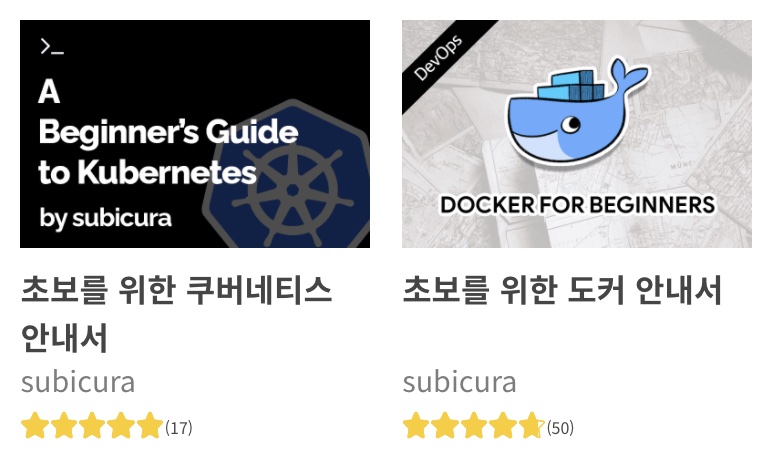 >_
A
Beginner's Guide
to Kubernetes
by subicura
초보를 위한 쿠버네티스
안내서
subicura
(17)
DevOps
MÜNC
DOCKER FOR BEGINNERS
초보를 위한 도커 안내서
subicura
(50)